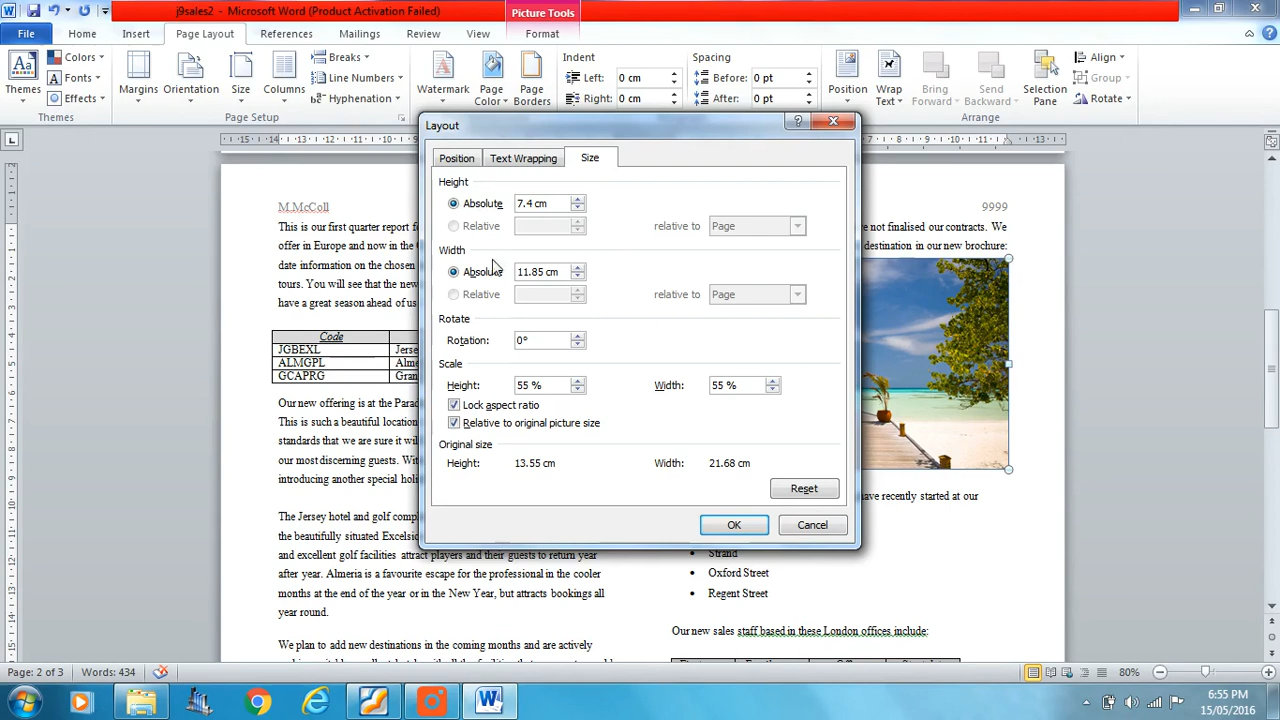 j9sales2 - Microsoft Word (Product Activation Failed)
Picture Tools
File Home Insert Page Layout References Mailings Review View Format
Themes
Colors
Fonts
Effects
Themes
Margins
Orientation
Size
Columns
Breaks
Line Numbers
Hyphenation
Page Setup
Watermark
Page Color
Page Borders
Indent
Left: 0 cm
Right: 0 cm
Spacing
Before: 0 pt
After: 0 pt
Position
Wrap Text
Bring Forward
Send Backward
Selection Pane
Align
Group
Rotate
Arrange
Layout
Position Text Wrapping Size
Height
Absolute 7.4 cm
Relative relative to Page
Width
Absolute 11.85 cm
Relative relative to Page
Rotate
Rotation: 0°
Scale
Height: 55 % Width: 55 %
Lock aspect ratio
Relative to original picture size
Original size
Height: 13.55 cm Width: 21.68 cm
Reset
OK Cancel
M.McColl
This is our first quarter report f
offer in Europe and now in the C
date information on the chosen
tours. You will see that the new
have a great season ahead of us
Code
JGBEXL Jerse
ALMGPL Alme
GCAPRG Gran
Our new offering is at the Parad
This is such a beautiful location
standards that we are sure it wil
our most discerning guests. Wit
introducing another special holi
The Jersey hotel and golf compl
the beautifully situated Excelsio
and excellent golf facilities attract players and their guests to return year
after year. Almeria is a favourite escape for the professional in the cooler
months at the end of the year or in the New Year, but attracts bookings all
year round.
We plan to add new destinations in the coming months and are actively
9999
not finalised our contracts. We
destination in our new brochure:
have recently started at our
Strand
Oxford Street
Regent Street
Our new sales staff based in these London offices include:
Page: 2 of 3 Words: 434
80%
6:55 PM
15/05/2016